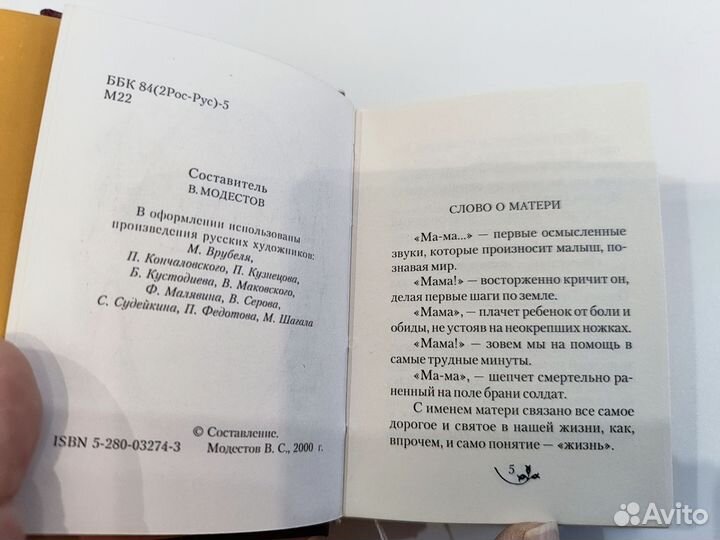 ББК 84(2Рос-Рус)-5
М22
Составитель
В. МОДЕСТОВ
В оформлении использованы
произведения русских художников:
М. Врубеля,
П. Кончаловского, П. Кузнецова,
Б. Кустодиева, В. Маковского,
Ф. Малявина, В. Серова,
С. Судейкина, П. Федотова, М. Шагала
© Составление.
ISBN 5-280-03274-3 Модестов В. С., 2000 г.
СЛОВО О МАТЕРИ
«Ма-ма...» — первые осмысленные
звуки, которые произносит малыш, по-
знавая мир.
«Мама!» — восторженно кричит он,
делая первые шаги по земле.
«Мама», — плачет ребенок от боли и
обиды, не устояв на неокрепших ножках.
«Мама!» — зовем мы на помощь в
самые трудные минуты.
«Ма-ма», — шепчет смертельно ра-
ненный на поле брани солдат.
С именем матери связано все самое
дорогое и святое в нашей жизни, как,
впрочем, и само понятие — «жизнь».
5
Avito